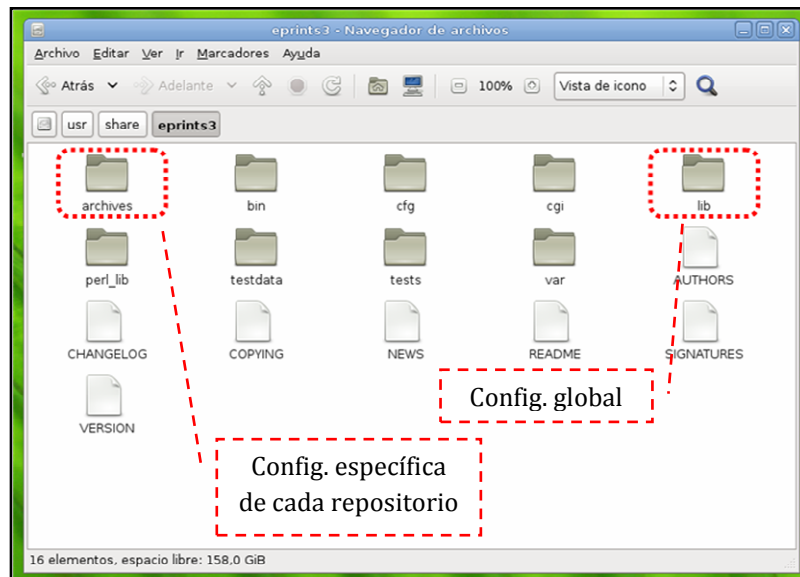 eprints3 - Navegador de archivos
Archivo Editar Ver Ir Marcadores Ayuda
Atrás Adelante 100% Vista de icono
usr share eprints3
archives bin cfg cgi lib
perl_lib testdata tests var AUTHORS
CHANGELOG COPYING NEWS README SIGNATURES
VERSION
Config. global
Config. específica
de cada repositorio
16 elementos, espacio libre: 158,0 GiB